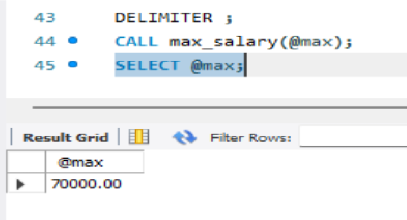 43 DELIMITER ;
44 CALL max_salary(@max);
45 SELECT @max;
Result Grid Filter Rows:
@max
70000.00